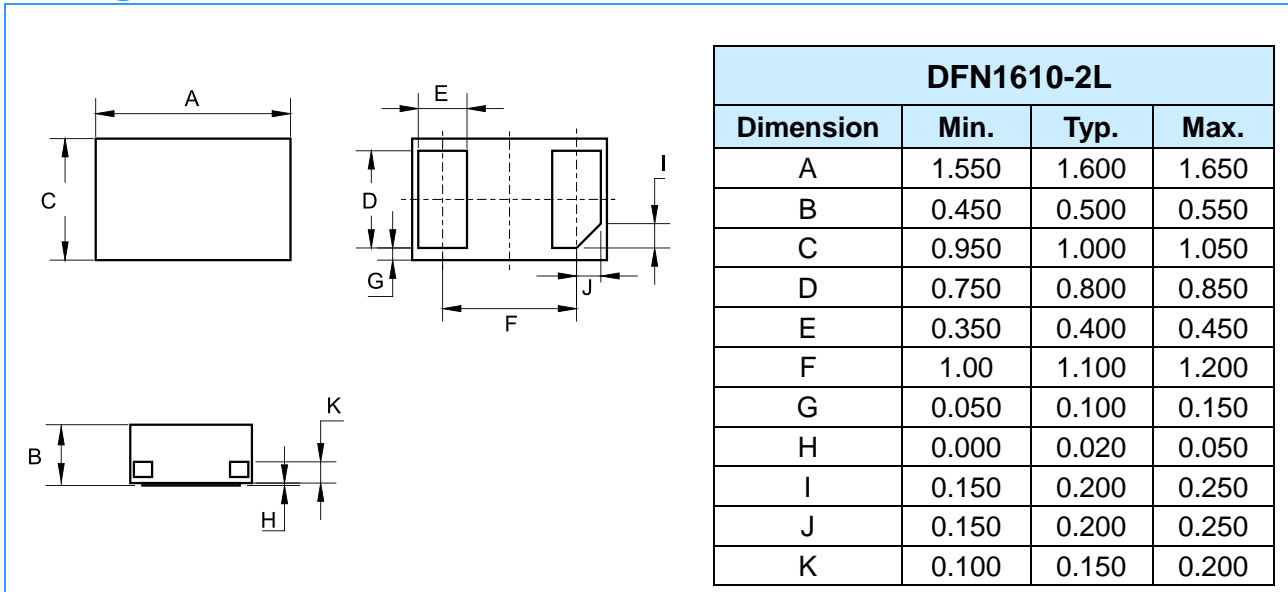 A
C
E
D
G
F
J
I
B
K
H
DFN1610-2L
Dimension Min. Typ. Max.
A 1.550 1.600 1.650
B 0.450 0.500 0.550
C 0.950 1.000 1.050
D 0.750 0.800 0.850
E 0.350 0.400 0.450
F 1.00 1.100 1.200
G 0.050 0.100 0.150
H 0.000 0.020 0.050
I 0.150 0.200 0.250
J 0.150 0.200 0.250
K 0.100 0.150 0.200